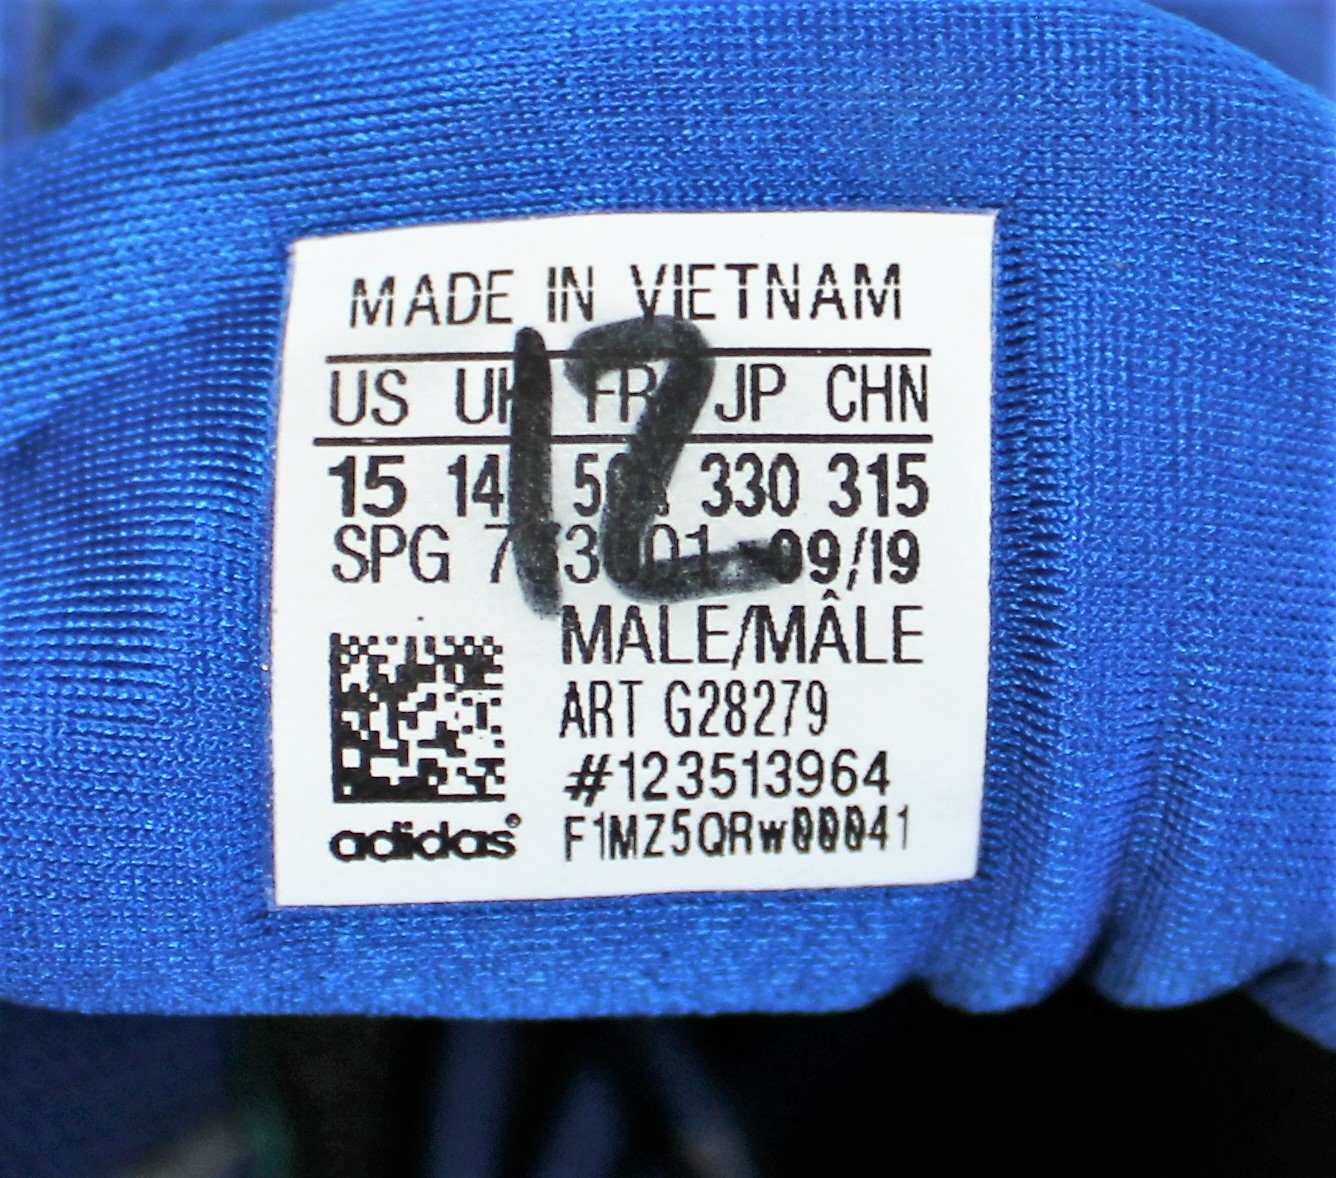 MADE IN VIETNAM
12
US UK FR JP CHN
15 14 330 315
SPG 09/19
MALE/MÂLE
ART G28279
#123513964
F1MZ5QRW00041
adidas®